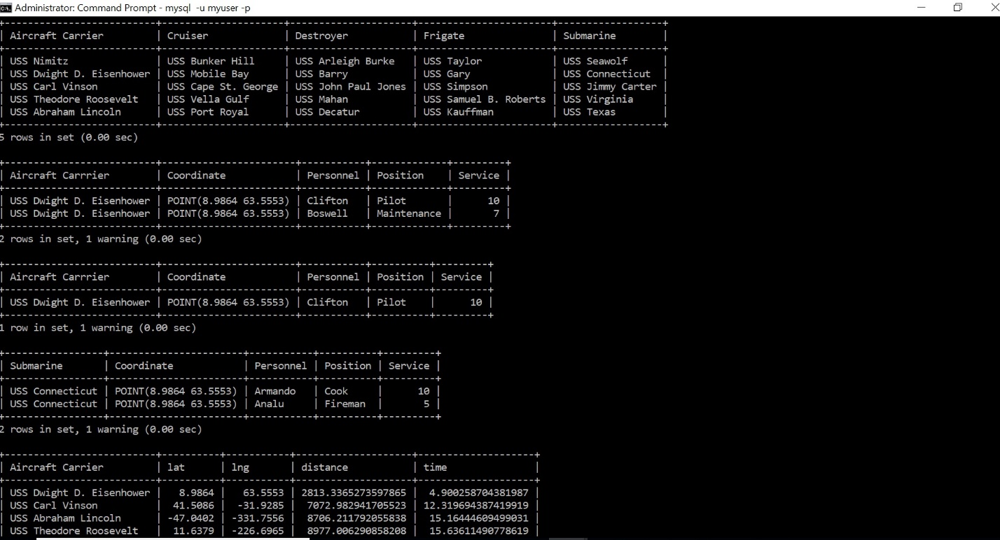 Administrator: Command Prompt - mysql -u myuser -p
| Aircraft Carrier | Cruiser | Destroyer | Frigate | Submarine |
| USS Nimitz | USS Bunker Hill | USS Arleigh Burke | USS Taylor | USS Seawolf |
| USS Dwight D. Eisenhower | USS Mobile Bay | USS Barry | USS Gary | USS Connecticut |
| USS Carl Vinson | USS Cape St. George | USS John Paul Jones | USS Simpson | USS Jimmy Carter |
| USS Theodore Roosevelt | USS Vella Gulf | USS Mahan | USS Samuel B. Roberts | USS Virginia |
| USS Abraham Lincoln | USS Port Royal | USS Decatur | USS Kauffman | USS Texas |
5 rows in set (0.00 sec)
| Aircraft Carrrier | Coordinate | Personnel | Position | Service |
| USS Dwight D. Eisenhower | POINT(8.9864 63.5553) | Clifton | Pilot | 10 |
| USS Dwight D. Eisenhower | POINT(8.9864 63.5553) | Boswell | Maintenance | 7 |
2 rows in set, 1 warning (0.00 sec)
| Aircraft Carrrier | Coordinate | Personnel | Position | Service |
| USS Dwight D. Eisenhower | POINT(8.9864 63.5553) | Clifton | Pilot | 10 |
1 row in set, 1 warning (0.00 sec)
| Submarine | Coordinate | Personnel | Position | Service |
| USS Connecticut | POINT(8.9864 63.5553) | Armando | Cook | 10 |
| USS Connecticut | POINT(8.9864 63.5553) | Analu | Fireman | 5 |
2 rows in set, 1 warning (0.00 sec)
| Aircraft Carrier | lat | lng | distance | time |
| USS Dwight D. Eisenhower | 8.9864 | 63.5553 | 2813.3365273597865 | 4.900258704381987 |
| USS Carl Vinson | 41.5086 | -31.9285 | 7072.982941705523 | 12.319694387419919 |
| USS Abraham Lincoln | -47.0402 | -331.7556 | 8706.211792055838 | 15.16444609499031 |
| USS Theodore Roosevelt | 11.6379 | -226.6965 | 8977.006290858208 | 15.63611490778619 |